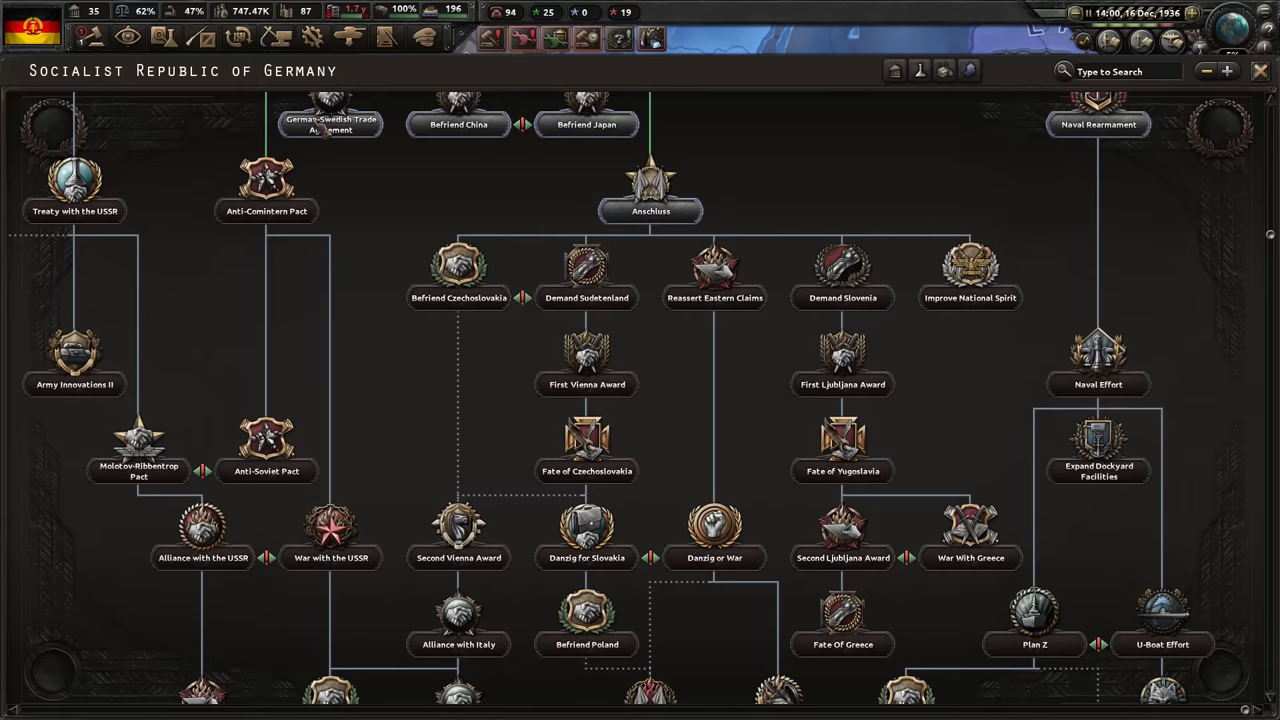 35 62% 47% 747.47K 87 1.7y 100% 196 94 25 0 19 14:00, 16 Dec, 1936
Socialist Republic of Germany
Type to Search
German-Swedish Trade
Agreement
Befriend China
Befriend Japan
Naval Rearmament
Treaty with the USSR
Anti-Comintern Pact
Anschluss
Befriend Czechoslovakia
Demand Sudetenland
Reassert Eastern Claims
Demand Slovenia
Improve National Spirit
Army Innovations II
First Vienna Award
First Ljubljana Award
Naval Effort
Molotov-Ribbentrop
Pact
Anti-Soviet Pact
Fate of Czechoslovakia
Fate of Yugoslavia
Expand Dockyard
Facilities
Alliance with the USSR
War with the USSR
Second Vienna Award
Danzig for Slovakia
Danzig or War
Second Ljubljana Award
War With Greece
Alliance with Italy
Befriend Poland
Fate Of Greece
Plan Z
U-Boat Effort